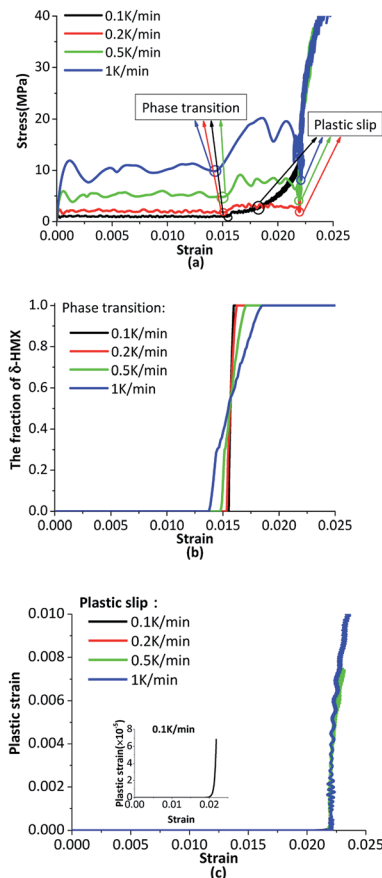 0.1K/min
0.2K/min
0.5K/min
1K/min
Phase transition
Plastic slip
Stress(MPa)
40
30
20
10
0
0.000 0.005 0.010 0.015 0.020 0.025
Strain
(a)
Phase transition:
0.1K/min
0.2K/min
0.5K/min
1K/min
The fraction of δ-HMX
1.0
0.8
0.6
0.4
0.2
0.0
0.000 0.005 0.010 0.015 0.020 0.025
Strain
(b)
Plastic slip :
0.1K/min
0.2K/min
0.5K/min
1K/min
Plastic strain
0.010
0.008
0.006
0.004
0.002
0.000
0.1K/min
Plastic strain(×10⁻⁵)
8
6
4
2
0
0.00 0.01 0.02
Strain
0.000 0.005 0.010 0.015 0.020 0.025
Strain
(c)